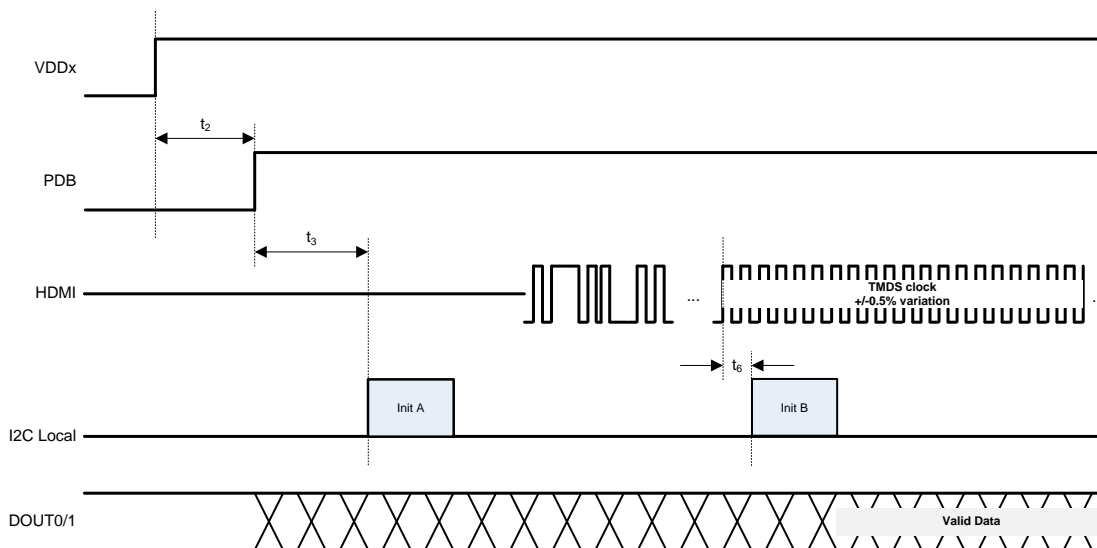 VDDx
t2
PDB
t3
HDMI
...
TMDS clock
+/-0.5% variation
..
t6
Init A
Init B
I2C Local
DOUT0/1
Valid Data